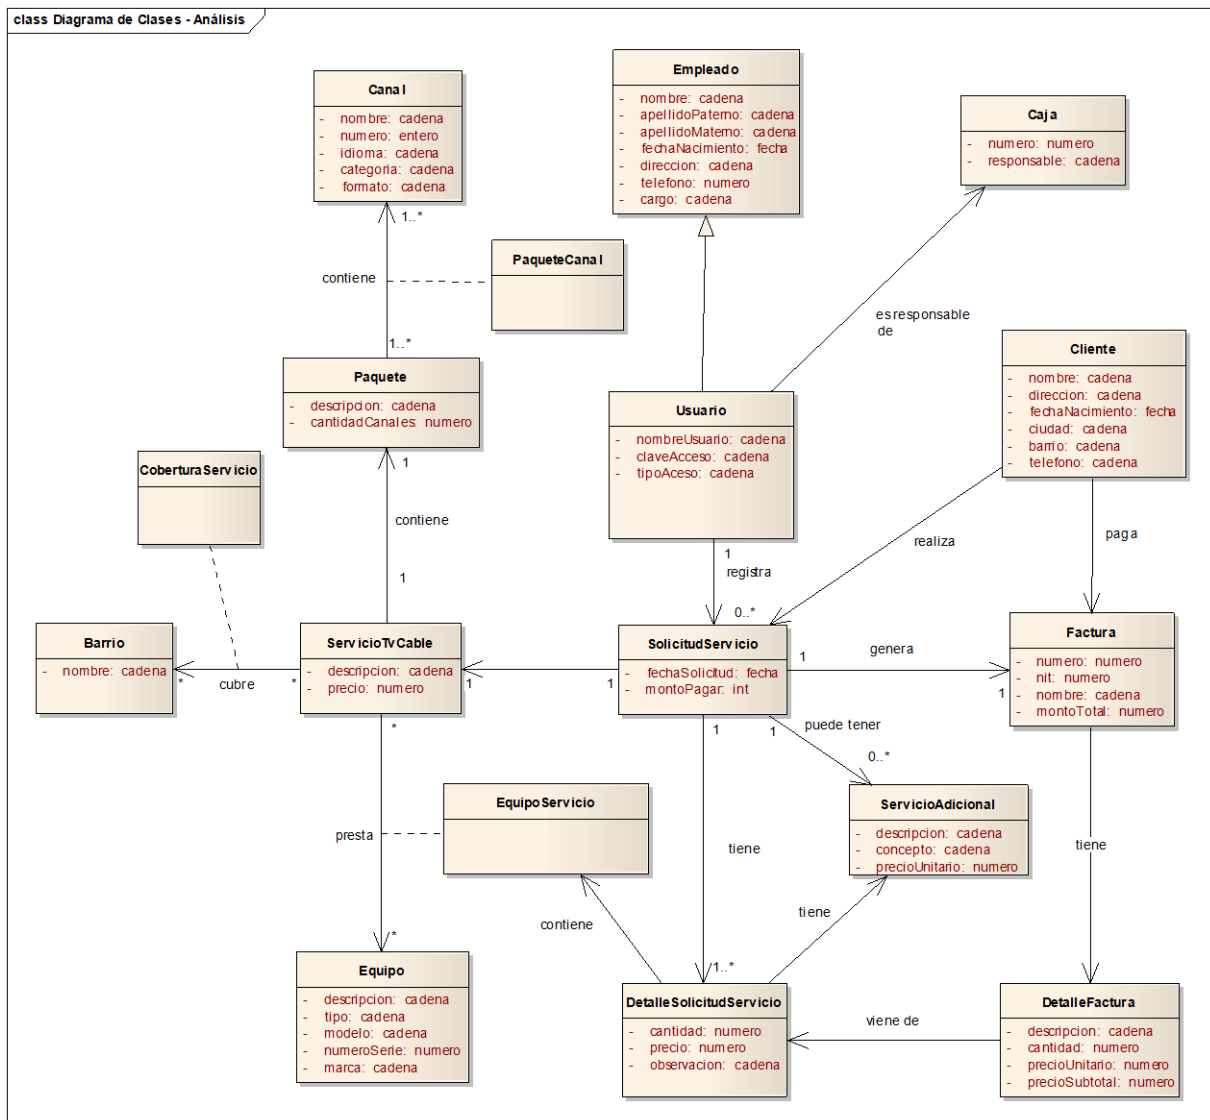 class Diagrama de Clases - Análisis
Canal
- nombre: cadena
- numero: entero
- idioma: cadena
- categoria: cadena
- formato: cadena
Empleado
- nombre: cadena
- apellidoPaterno: cadena
- apellidoMaterno: cadena
- fechaNacimiento: fecha
- direccion: cadena
- telefono: numero
- cargo: cadena
Caja
- numero: numero
- responsable: cadena
1..*
contiene
PaqueteCanal
1..*
es responsable
de
Paquete
- descripcion: cadena
- cantidadCanales: numero
Usuario
- nombreUsuario: cadena
- claveAcceso: cadena
- tipoAceso: cadena
Cliente
- nombre: cadena
- direccion: cadena
- fechaNacimiento: fecha
- ciudad: cadena
- barrio: cadena
- telefono: cadena
CoberturaServicio
1
contiene
1
1
registra
0..*
realiza
paga
Barrio
- nombre: cadena
*
cubre
*
ServicioTvCable
- descripcion: cadena
- precio: numero
1
1
SolicitudServicio
- fechaSolicitud: fecha
- montoPagar: int
1
genera
1
Factura
- numero: numero
- nit: numero
- nombre: cadena
- montoTotal: numero
*
presta
*
1
tiene
1..*
1
puede tener
0..*
EquipoServicio
ServicioAdicional
- descripcion: cadena
- concepto: cadena
- precioUnitario: numero
tiene
contiene
tiene
Equipo
- descripcion: cadena
- tipo: cadena
- modelo: cadena
- numeroSerie: numero
- marca: cadena
DetalleSolicitudServicio
- cantidad: numero
- precio: numero
- observacion: cadena
viene de
DetalleFactura
- descripcion: cadena
- cantidad: numero
- precioUnitario: numero
- precioSubtotal: numero